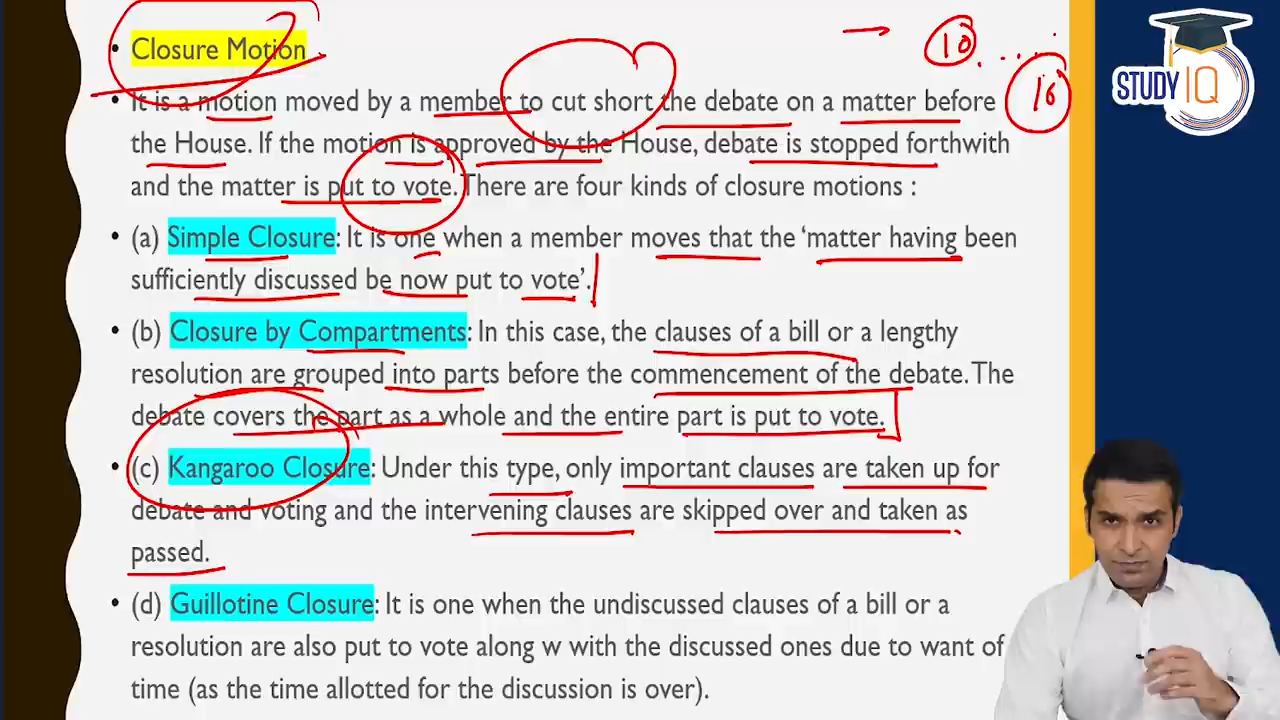 Closure Motion
→ 10 .....
STUDY IQ
It is a motion moved by a member to cut short the debate on a matter before
10
the House. If the motion is approved by the House, debate is stopped forthwith
and the matter is put to vote. There are four kinds of closure motions :
(a) Simple Closure: It is one when a member moves that the ‘matter having been
sufficiently discussed be now put to vote’.
(b) Closure by Compartments: In this case, the clauses of a bill or a lengthy
resolution are grouped into parts before the commencement of the debate. The
debate covers the part as a whole and the entire part is put to vote.
(c) Kangaroo Closure: Under this type, only important clauses are taken up for
debate and voting and the intervening clauses are skipped over and taken as
passed.
(d) Guillotine Closure: It is one when the undiscussed clauses of a bill or a
resolution are also put to vote along w with the discussed ones due to want of
time (as the time allotted for the discussion is over).